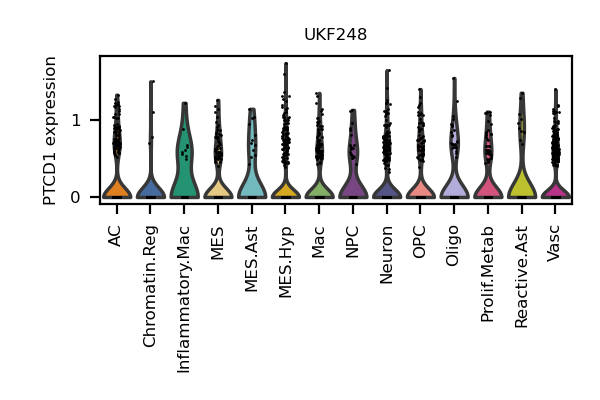 UKF248
PTCD1 expression
1
0
AC
Chromatin.Reg
Inflammatory.Mac
MES
MES.Ast
MES.Hyp
Mac
NPC
Neuron
OPC
Oligo
Prolif.Metab
Reactive.Ast
Vasc